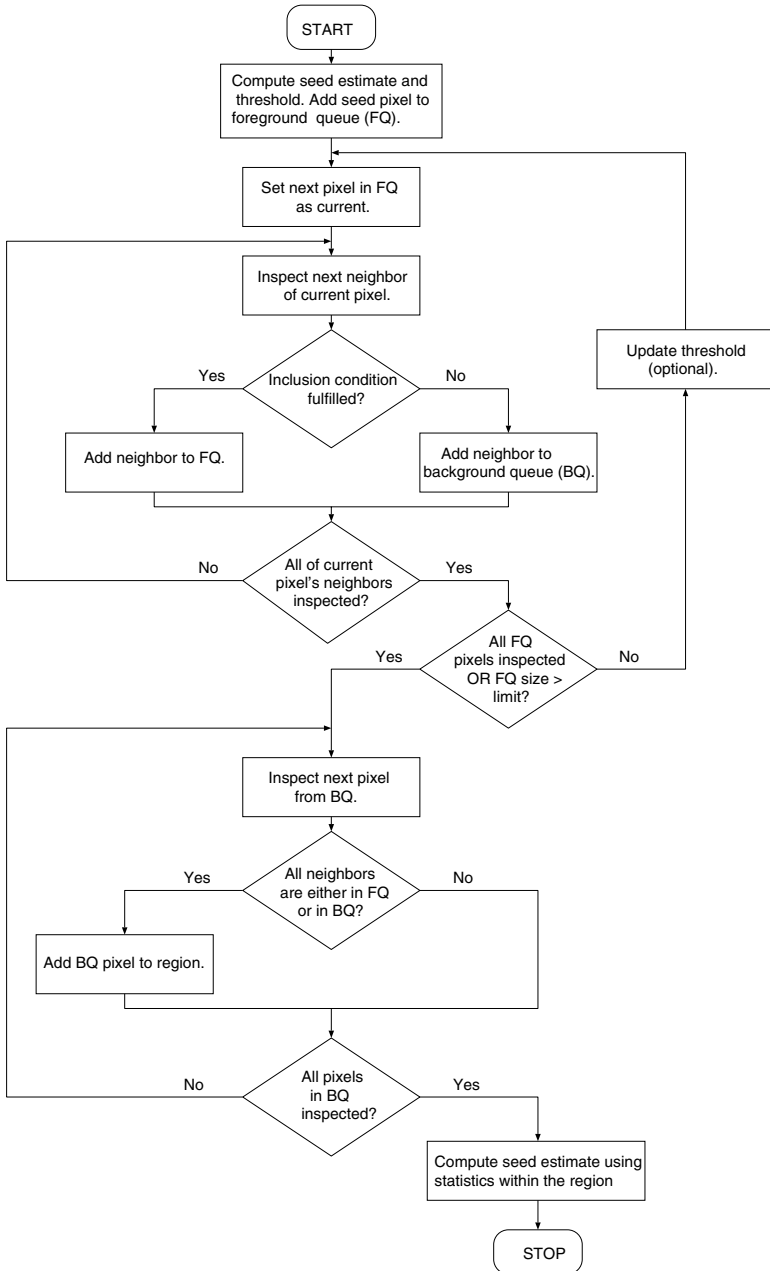 START
Compute seed estimate and
threshold. Add seed pixel to
foreground queue (FQ).
Set next pixel in FQ
as current.
Inspect next neighbor
of current pixel.
Update threshold
(optional).
Yes
Inclusion condition
fulfilled?
No
Add neighbor to FQ.
Add neighbor to
background queue (BQ).
No
All of current
pixel's neighbors
inspected?
Yes
Yes
All FQ
pixels inspected
OR FQ size >
limit?
No
Inspect next pixel
from BQ.
Yes
All neighbors
are either in FQ
or in BQ?
No
Add BQ pixel to region.
No
All pixels
in BQ
inspected?
Yes
Compute seed estimate using
statistics within the region
STOP